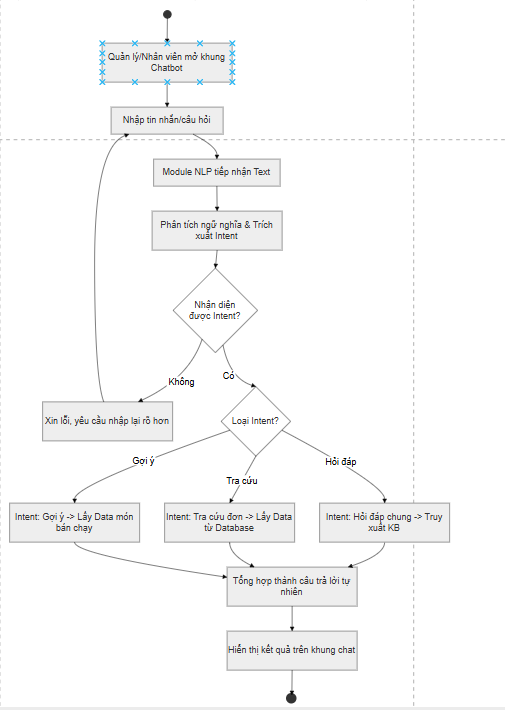 Quản lý/Nhân viên mở khung
Chatbot
Nhập tin nhắn/câu hỏi
Module NLP tiếp nhận Text
Phân tích ngữ nghĩa & Trích
xuất Intent
Nhận diện
được Intent?
Không
Có
Xin lỗi, yêu cầu nhập lại rõ hơn
Loại Intent?
Gợi ý
Tra cứu
Hỏi đáp
Intent: Gợi ý -> Lấy Data món
bán chạy
Intent: Tra cứu đơn -> Lấy Data
từ Database
Intent: Hỏi đáp chung -> Truy
xuất KB
Tổng hợp thành câu trả lời tự
nhiên
Hiển thị kết quả trên khung chat